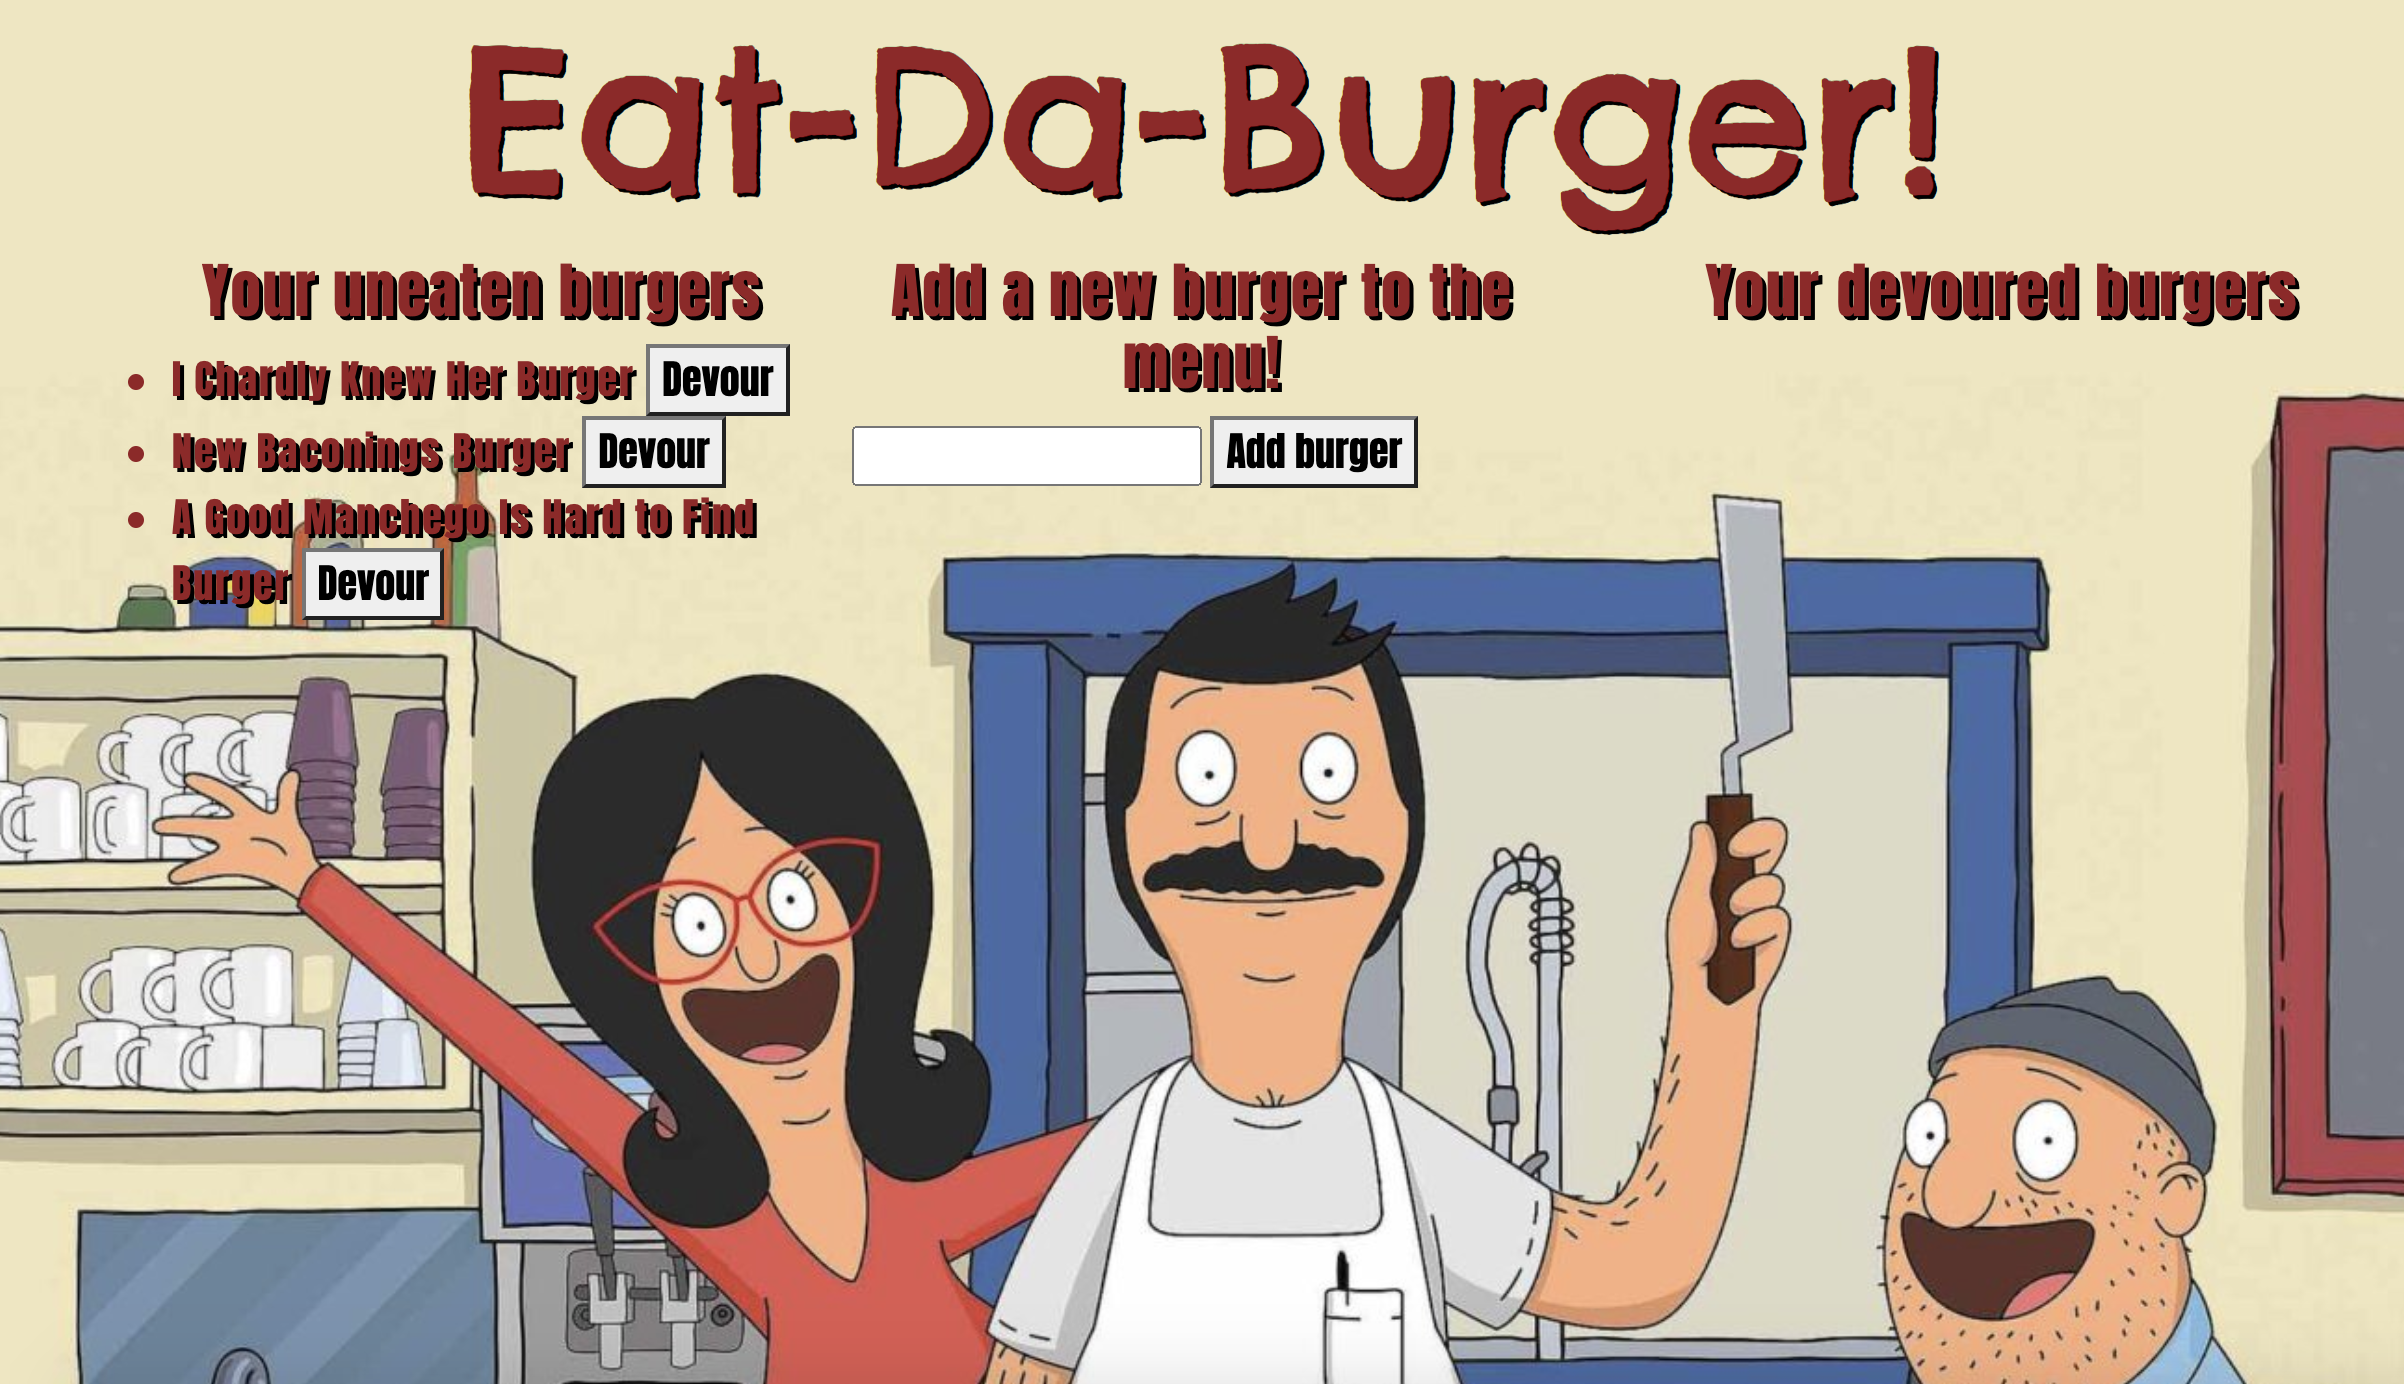 Eat-Da-Burger!
Your uneaten burgers
I Chardly Knew Her Burger Devour
New Baconings Burger Devour
A Good Manchego Is Hard to Find
Burger Devour
Add a new burger to the
menu!
Add burger
Your devoured burgers